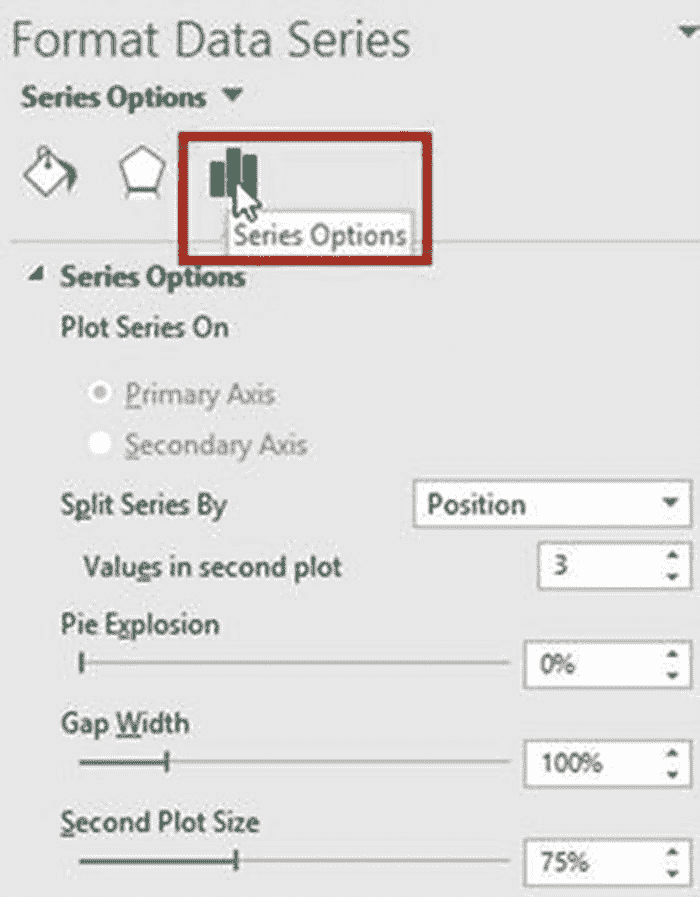 Format Data Series
Series Options
Series Options
Series Options
Plot Series On
Primary Axis
Secondary Axis
Split Series By Position
Values in second plot 3
Pie Explosion
0%
Gap Width
100%
Second Plot Size
75%